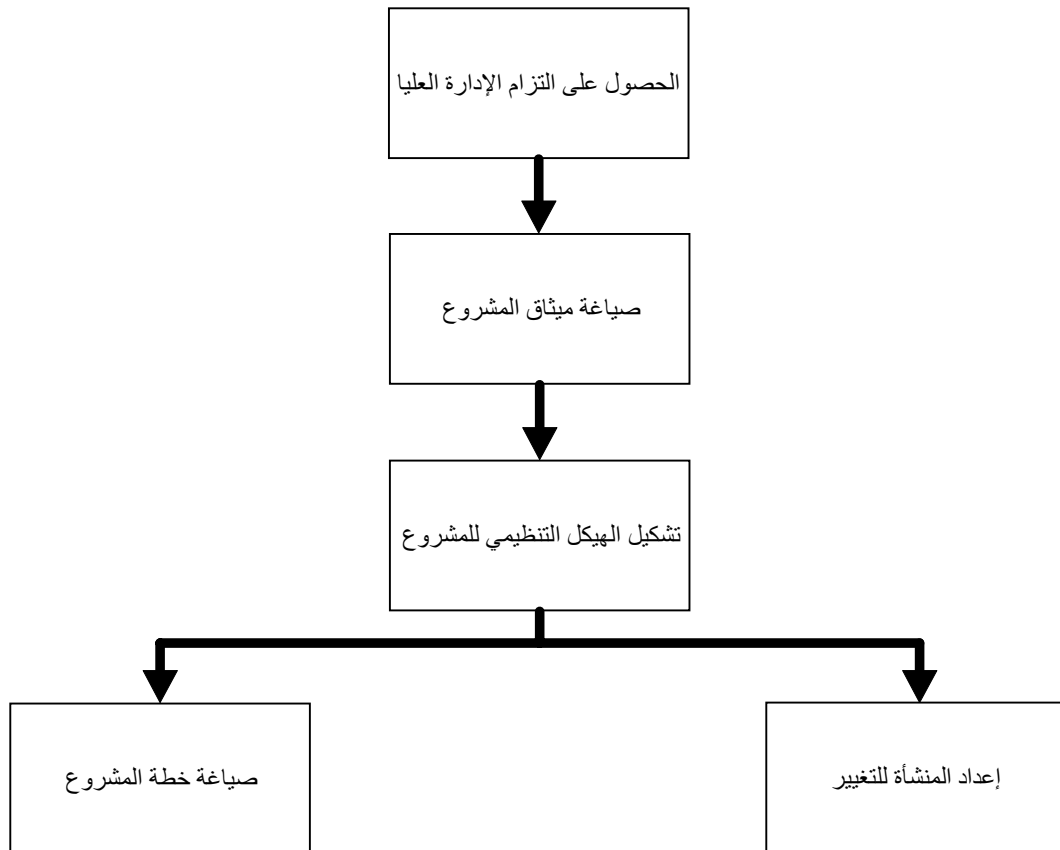 الحصول على التزام الإدارة العليا
صياغة ميثاق المشروع
تشكيل الهيكل التنظيمي للمشروع
إعداد المنشأة للتغيير
صياغة خطة المشروع